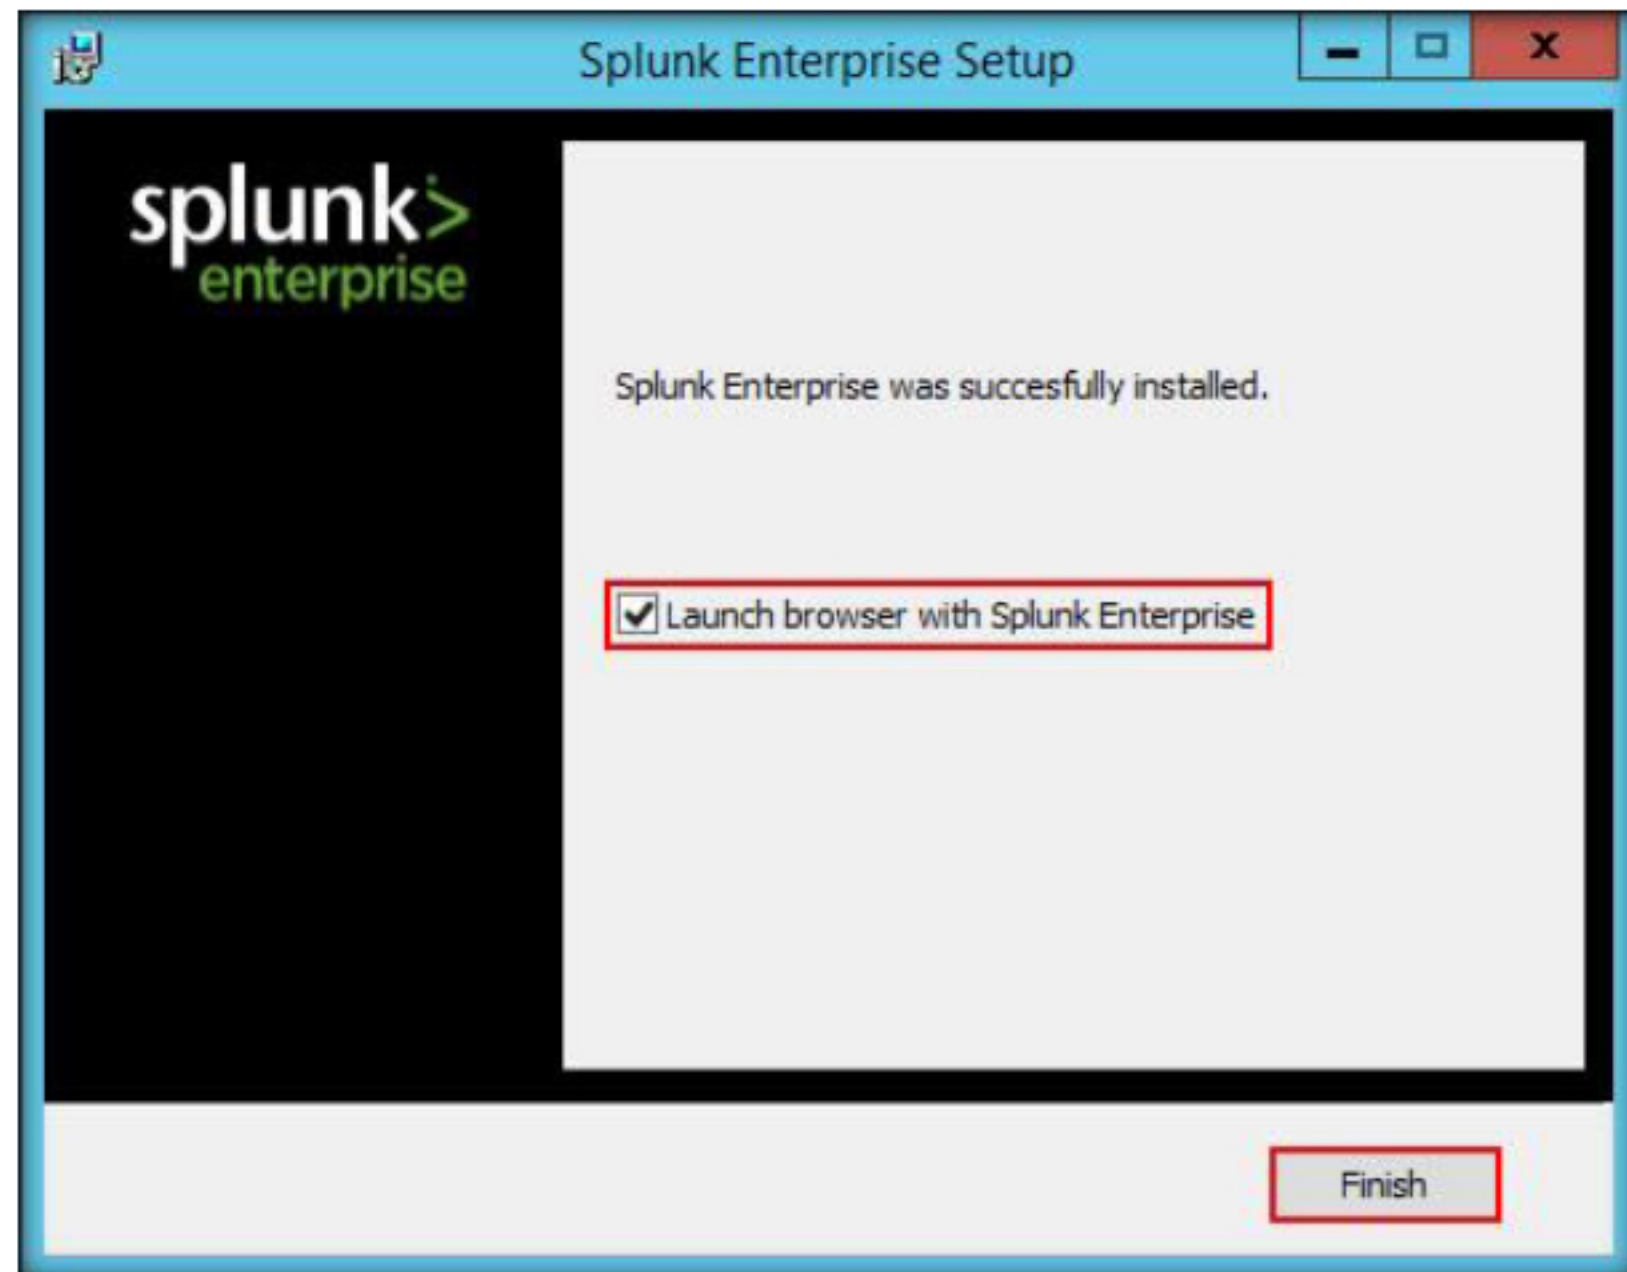 Splunk Enterprise Setup
splunk>
enterprise
Splunk Enterprise was succesfully installed.
Launch browser with Splunk Enterprise
Finish